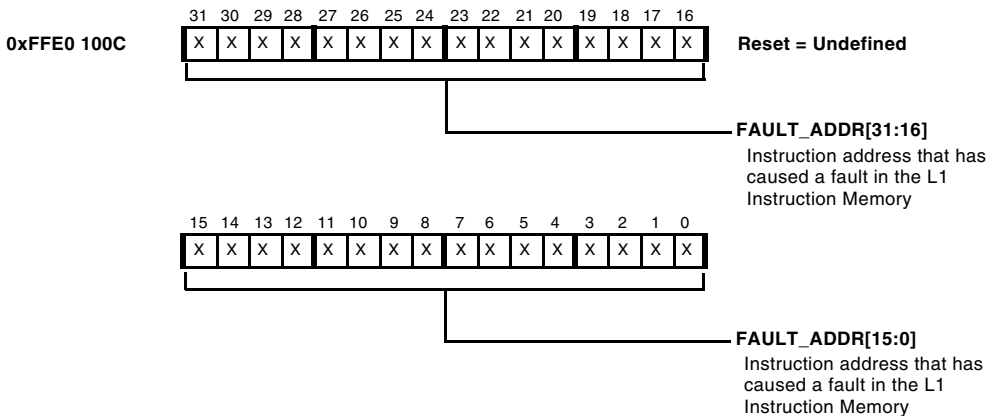 31 30 29 28 27 26 25 24 23 22 21 20 19 18 17 16
0xFFE0 100C X X X X X X X X X X X X X X X X Reset = Undefined
FAULT_ADDR[31:16]
Instruction address that has
caused a fault in the L1
Instruction Memory
15 14 13 12 11 10 9 8 7 6 5 4 3 2 1 0
X X X X X X X X X X X X X X X X
FAULT_ADDR[15:0]
Instruction address that has
caused a fault in the L1
Instruction Memory